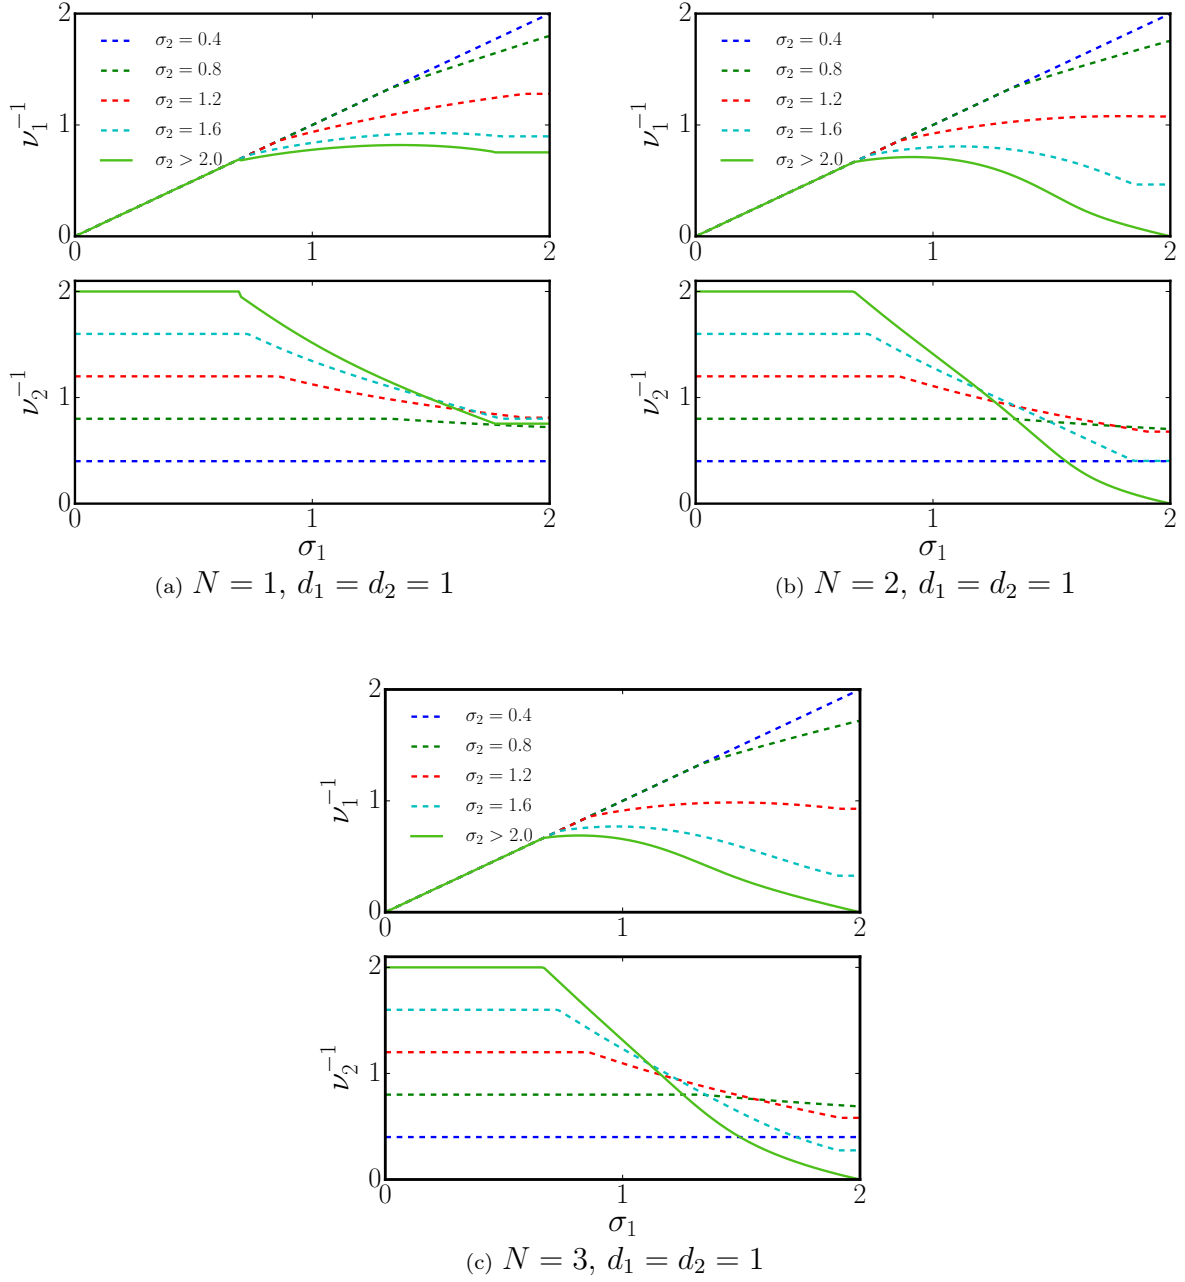 2
1
0
ν₁⁻¹
σ₂ = 0.4
σ₂ = 0.8
σ₂ = 1.2
σ₂ = 1.6
σ₂ > 2.0
0 1 2
2
1
0
ν₂⁻¹
0 1 2
σ₁
(a) N = 1, d₁ = d₂ = 1
2
1
0
ν₁⁻¹
σ₂ = 0.4
σ₂ = 0.8
σ₂ = 1.2
σ₂ = 1.6
σ₂ > 2.0
0 1 2
2
1
0
ν₂⁻¹
0 1 2
σ₁
(b) N = 2, d₁ = d₂ = 1
2
1
0
ν₁⁻¹
σ₂ = 0.4
σ₂ = 0.8
σ₂ = 1.2
σ₂ = 1.6
σ₂ > 2.0
0 1 2
2
1
0
ν₂⁻¹
0 1 2
σ₁
(c) N = 3, d₁ = d₂ = 1